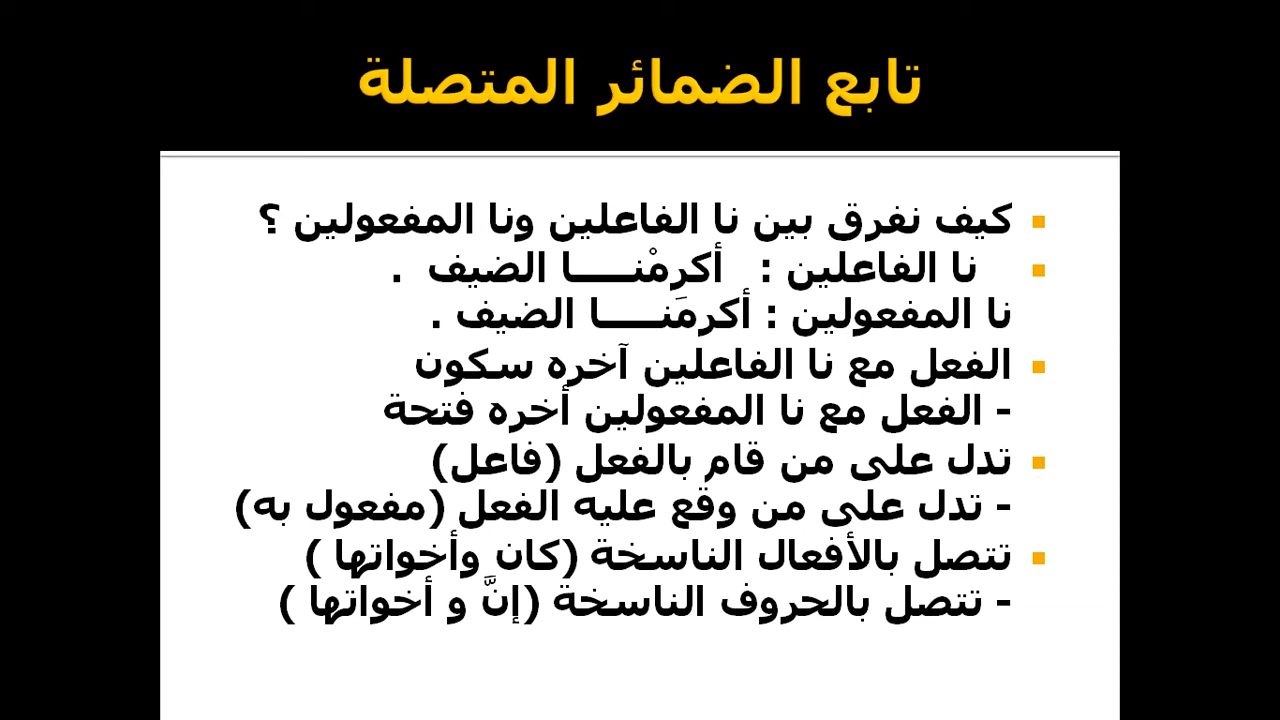 تابع الضمائر المتصلة
كيف نفرق بين نا الفاعلين ونا المفعولين ؟
نا الفاعلين : أكرمْنــــا الضيف .
نا المفعولين : أكرمَنــــا الضيف .
الفعل مع نا الفاعلين آخره سكون
- الفعل مع نا المفعولين أخره فتحة
تدل على من قام بالفعل (فاعل)
- تدل على من وقع عليه الفعل (مفعول به)
تتصل بالأفعال الناسخة (كان وأخواتها )
- تتصل بالحروف الناسخة (إنَّ و أخواتها )